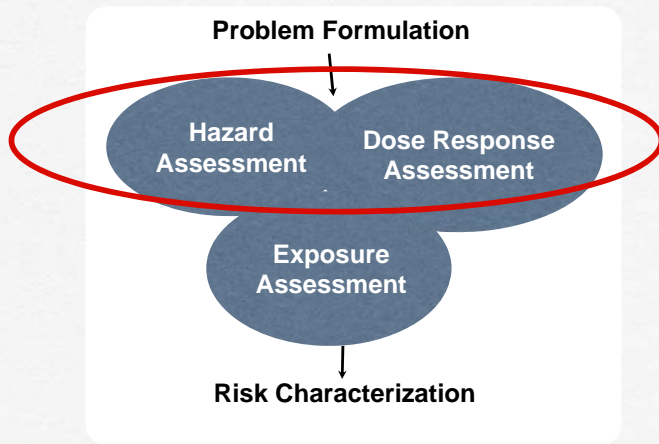 Problem Formulation
Hazard
Assessment
Dose Response
Assessment
Exposure
Assessment
Risk Characterization